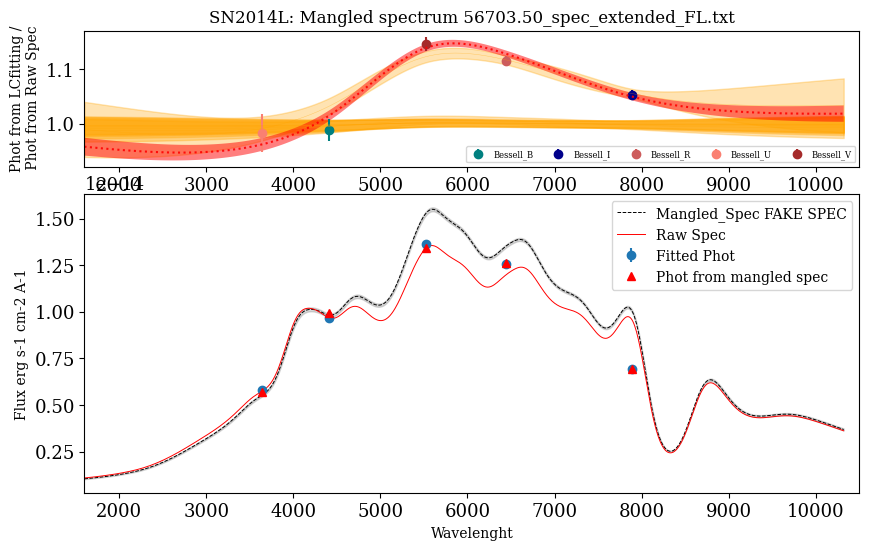 SN2014L: Mangled spectrum 56703.50_spec_extended_FL.txt
Phot from LCfitting /
Phot from Raw Spec
1.1
1.0
Bessell_B Bessell_I Bessell_R Bessell_U Bessell_V
2000 3000 4000 5000 6000 7000 8000 9000 10000
1e−14
Flux erg s-1 cm-2 A-1
1.50
1.25
1.00
0.75
0.50
0.25
Mangled_Spec FAKE SPEC
Raw Spec
Fitted Phot
Phot from mangled spec
2000 3000 4000 5000 6000 7000 8000 9000 10000
Wavelenght